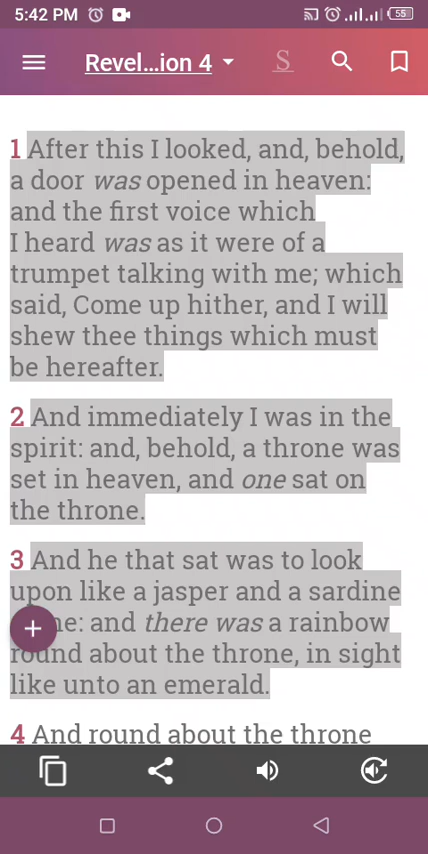 5:42 PM 55
Revel...ion 4 S
1 After this I looked, and, behold,
a door was opened in heaven:
and the first voice which
I heard was as it were of a
trumpet talking with me; which
said, Come up hither, and I will
shew thee things which must
be hereafter.
2 And immediately I was in the
spirit: and, behold, a throne was
set in heaven, and one sat on
the throne.
3 And he that sat was to look
upon like a jasper and a sardine
ne: and there was a rainbow
round about the throne, in sight
like unto an emerald.
4 And round about the throne